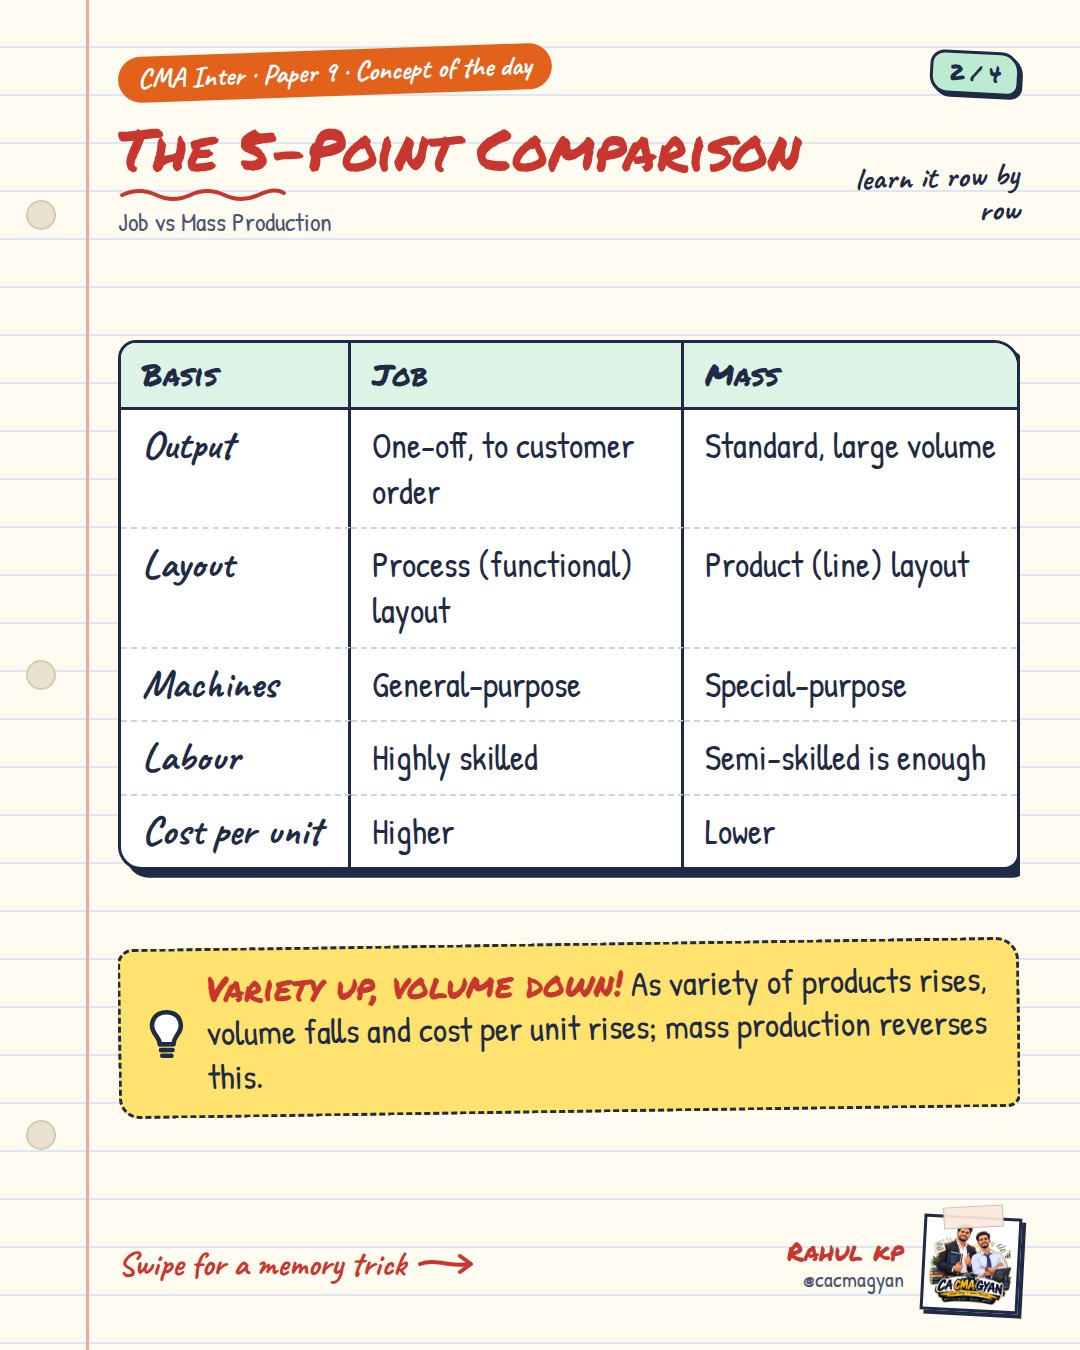 CMA Inter · Paper 9 · Concept of the day
2 / 4
The 5-Point Comparison
learn it row by
row
Job vs Mass Production
Basis
Job
Mass
Output
One-off, to customer
order
Standard, large volume
Layout
Process (functional)
layout
Product (line) layout
Machines
General-purpose
Special-purpose
Labour
Highly skilled
Semi-skilled is enough
Cost per unit
Higher
Lower
Variety up, volume down! As variety of products rises,
volume falls and cost per unit rises; mass production reverses
this.
Swipe for a memory trick
Rahul KP
@cacmagyan
CA CMA GYAN